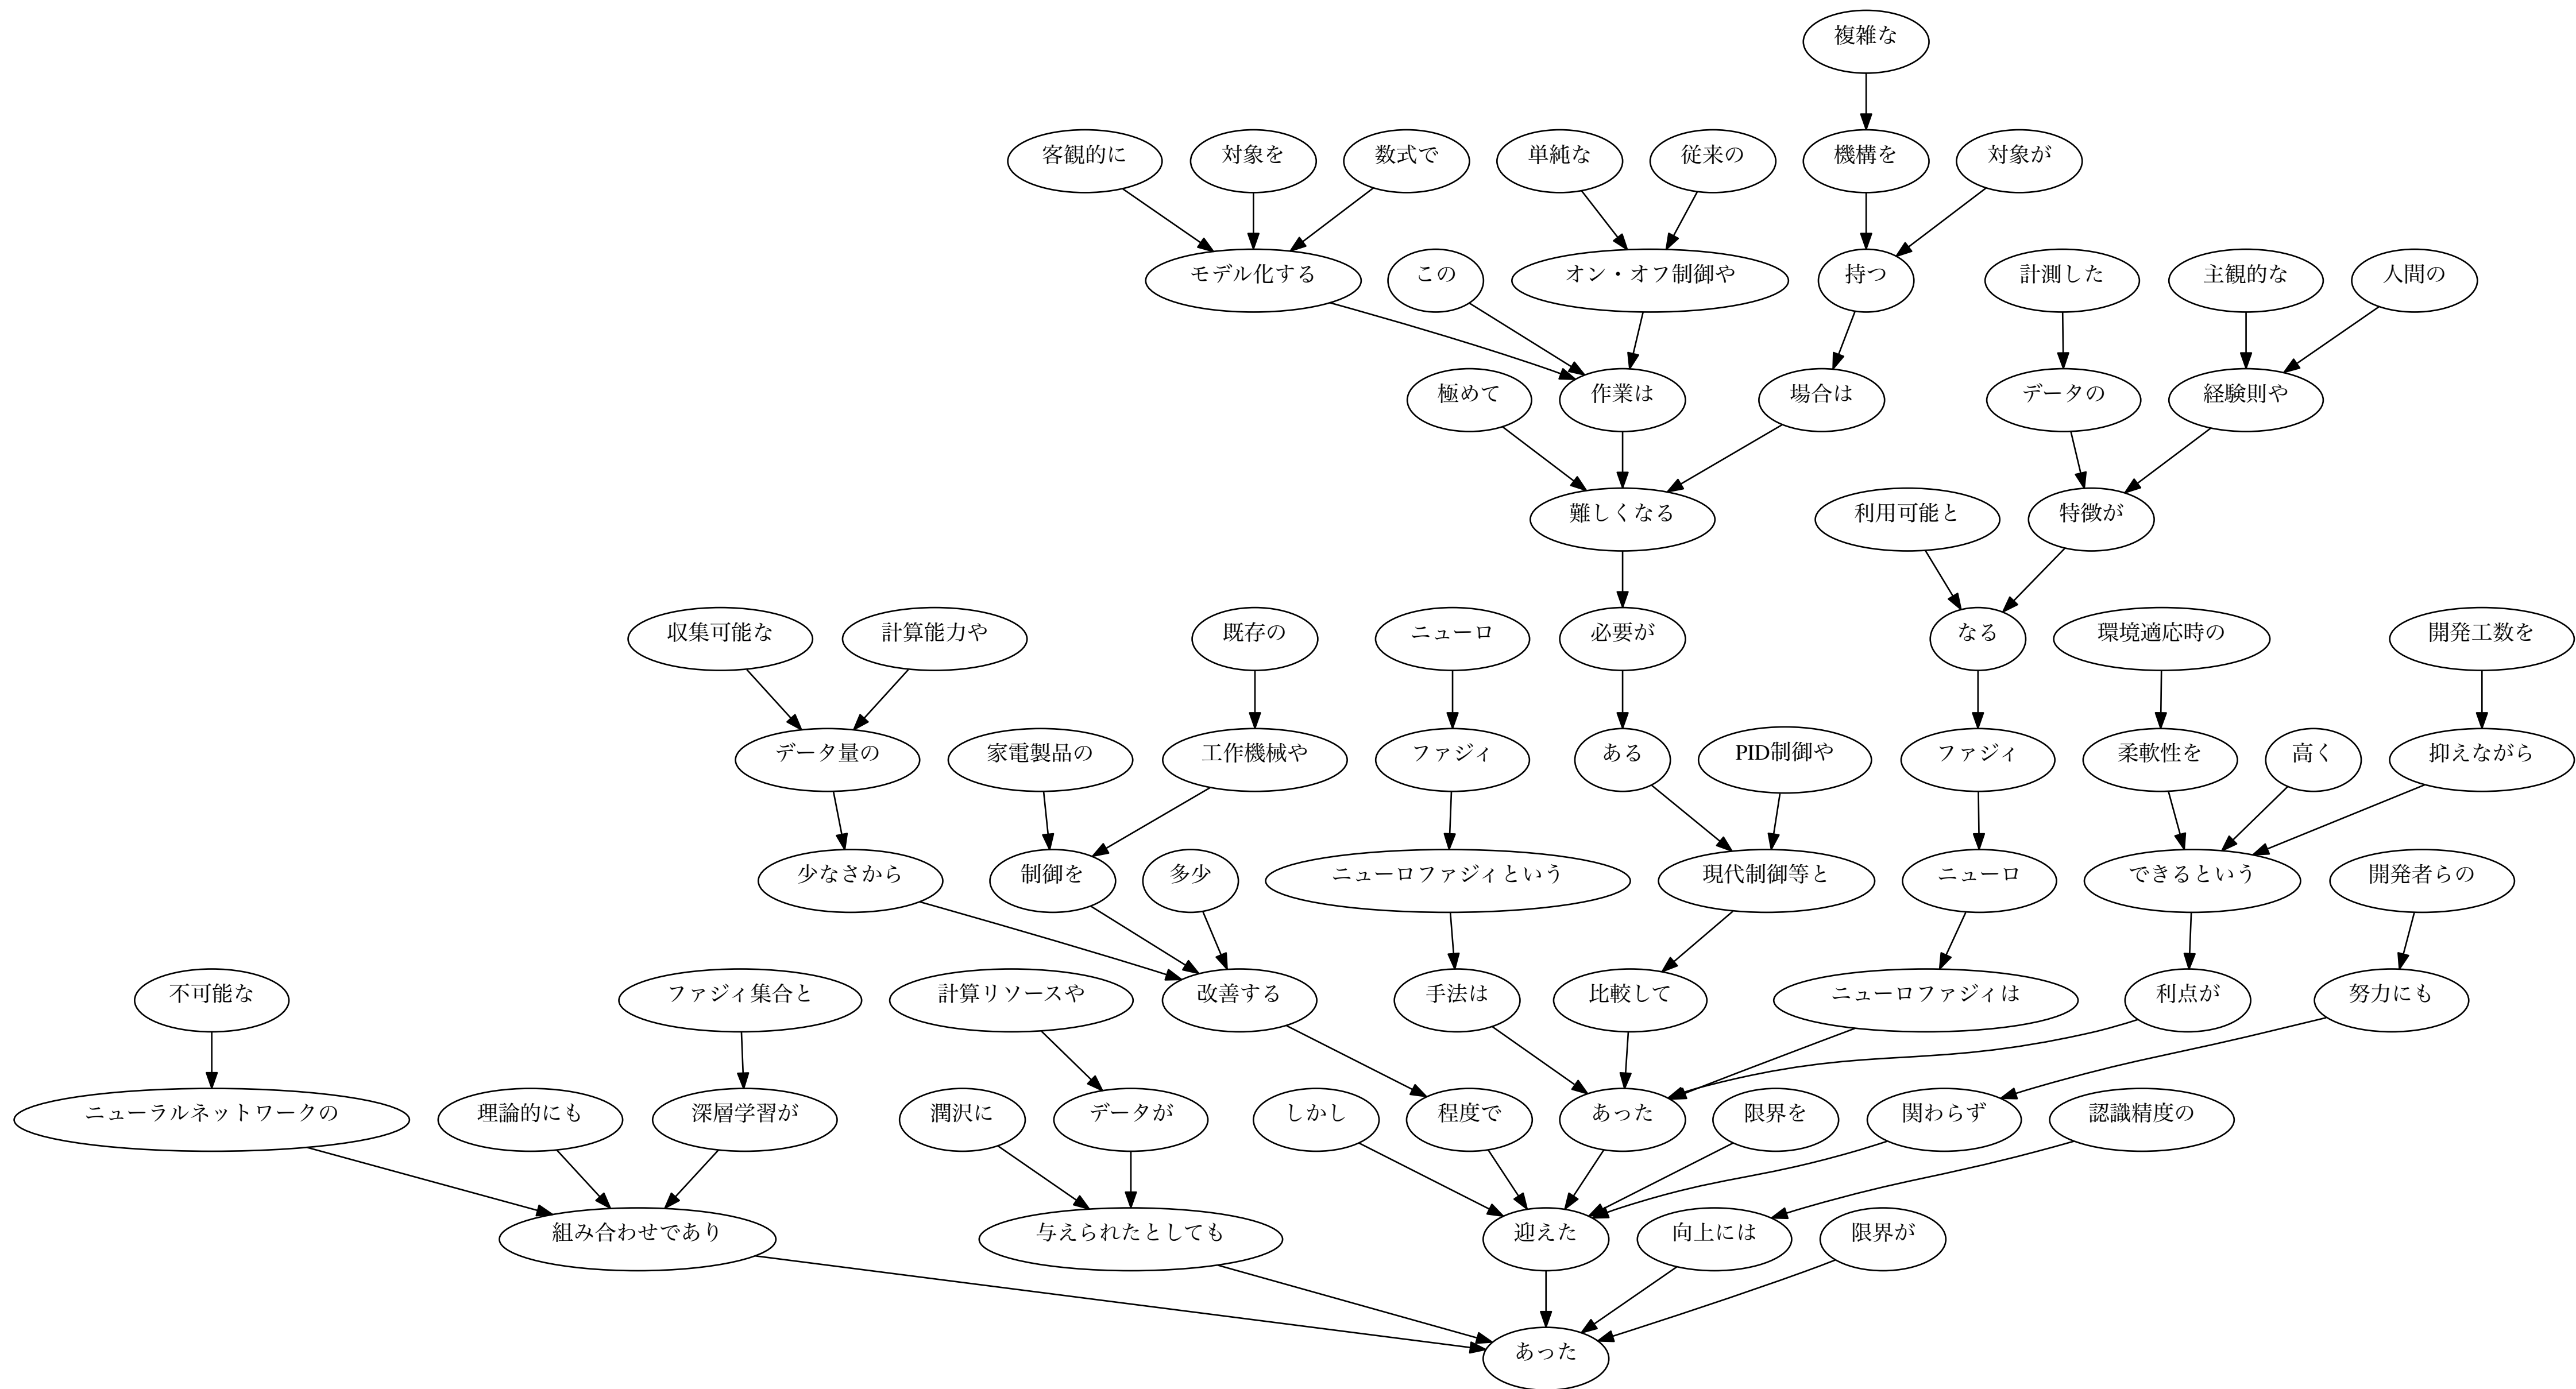 複雑な
客観的に
対象を
数式で
単純な
従来の
機構を
対象が
モデル化する
この
オン・オフ制御や
持つ
計測した
主観的な
人間の
極めて
作業は
場合は
データの
経験則や
難しくなる
利用可能と
特徴が
収集可能な
計算能力や
既存の
ニューロ
必要が
なる
環境適応時の
開発工数を
データ量の
家電製品の
工作機械や
ファジィ
ある
PID制御や
ファジィ
柔軟性を
高く
抑えながら
少なさから
制御を
多少
ニューロファジィという
現代制御等と
ニューロ
できるという
開発者らの
不可能な
ファジィ集合と
計算リソースや
改善する
手法は
比較して
ニューロファジィは
利点が
努力にも
ニューラルネットワークの
理論的にも
深層学習が
潤沢に
データが
しかし
程度で
あった
限界を
関わらず
認識精度の
組み合わせであり
与えられたとしても
迎えた
向上には
限界が
あった